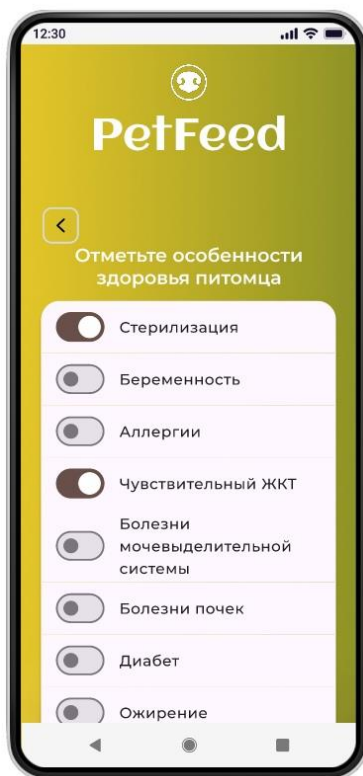 12:30
PetFeed
Отметьте особенности
здоровья питомца
Стерилизация
Беременность
Аллергии
Чувствительный ЖКТ
Болезни
мочевыделительной
системы
Болезни почек
Диабет
Ожирение